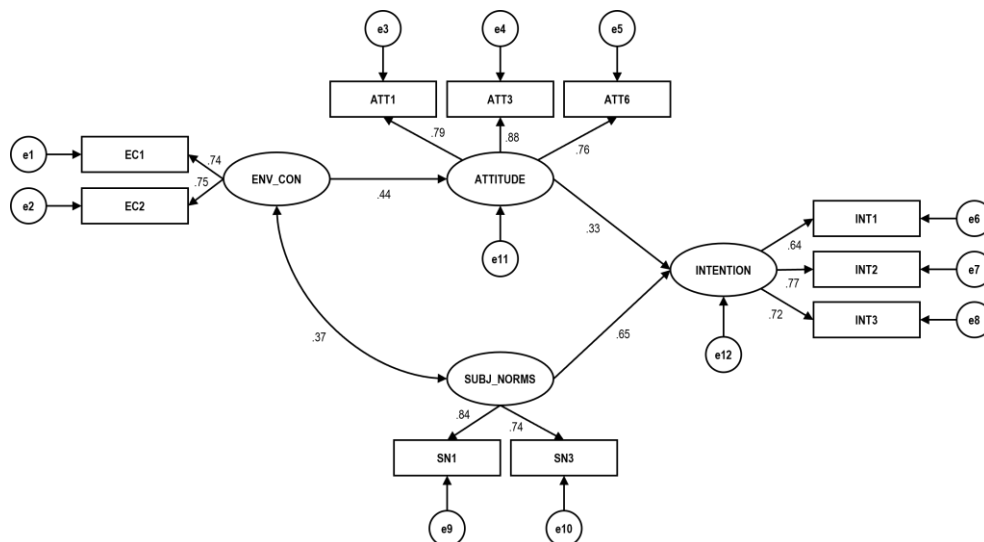 e3
e4
e5
ATT1
ATT3
ATT6
.79
.88
.76
e1
EC1
.74
ENV_CON
.44
ATTITUDE
.75
e2
EC2
e11
.33
INT1
e6
.64
INTENTION
INT2
e7
.77
.72
INT3
e8
.37
.65
e12
SUBJ_NORMS
.84
.74
SN1
SN3
e9
e10